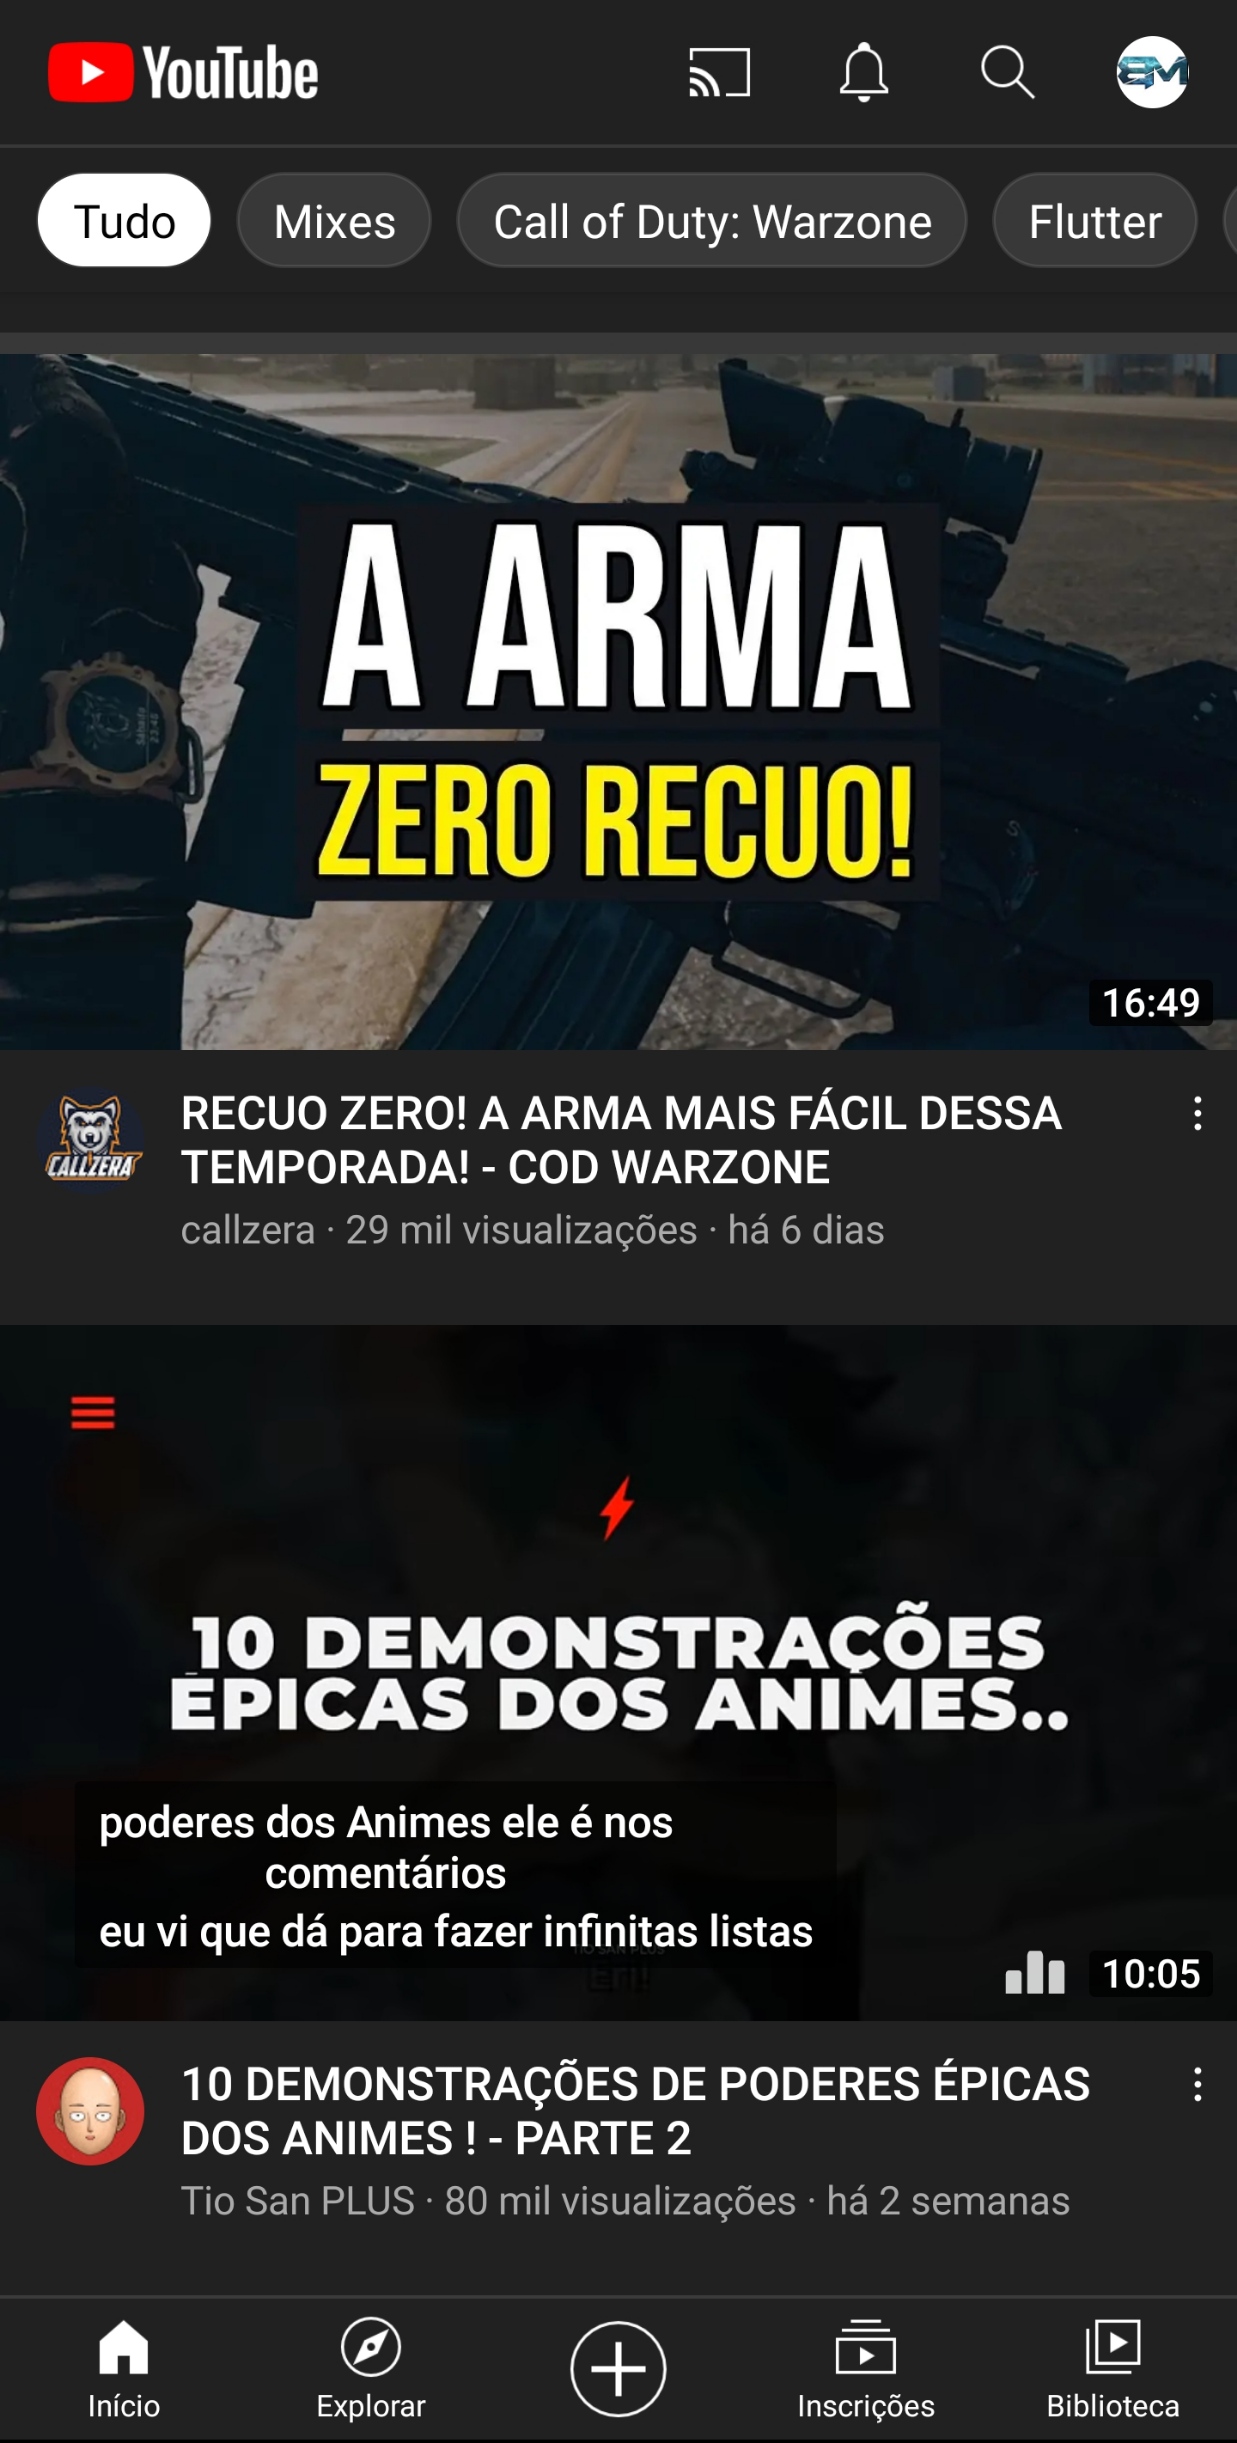 YouTube
Tudo
Mixes
Call of Duty: Warzone
Flutter
A ARMA
ZERO RECUO!
16:49
CALLZERA
RECUO ZERO! A ARMA MAIS FÁCIL DESSA
TEMPORADA! - COD WARZONE
callzera · 29 mil visualizações · há 6 dias
10 DEMONSTRAÇÕES
ÉPICAS DOS ANIMES..
poderes dos Animes ele é nos
comentários
eu vi que dá para fazer infinitas listas
TIO SAN PLUS
10:05
10 DEMONSTRAÇÕES DE PODERES ÉPICAS
DOS ANIMES ! - PARTE 2
Tio San PLUS · 80 mil visualizações · há 2 semanas
Início
Explorar
Inscrições
Biblioteca